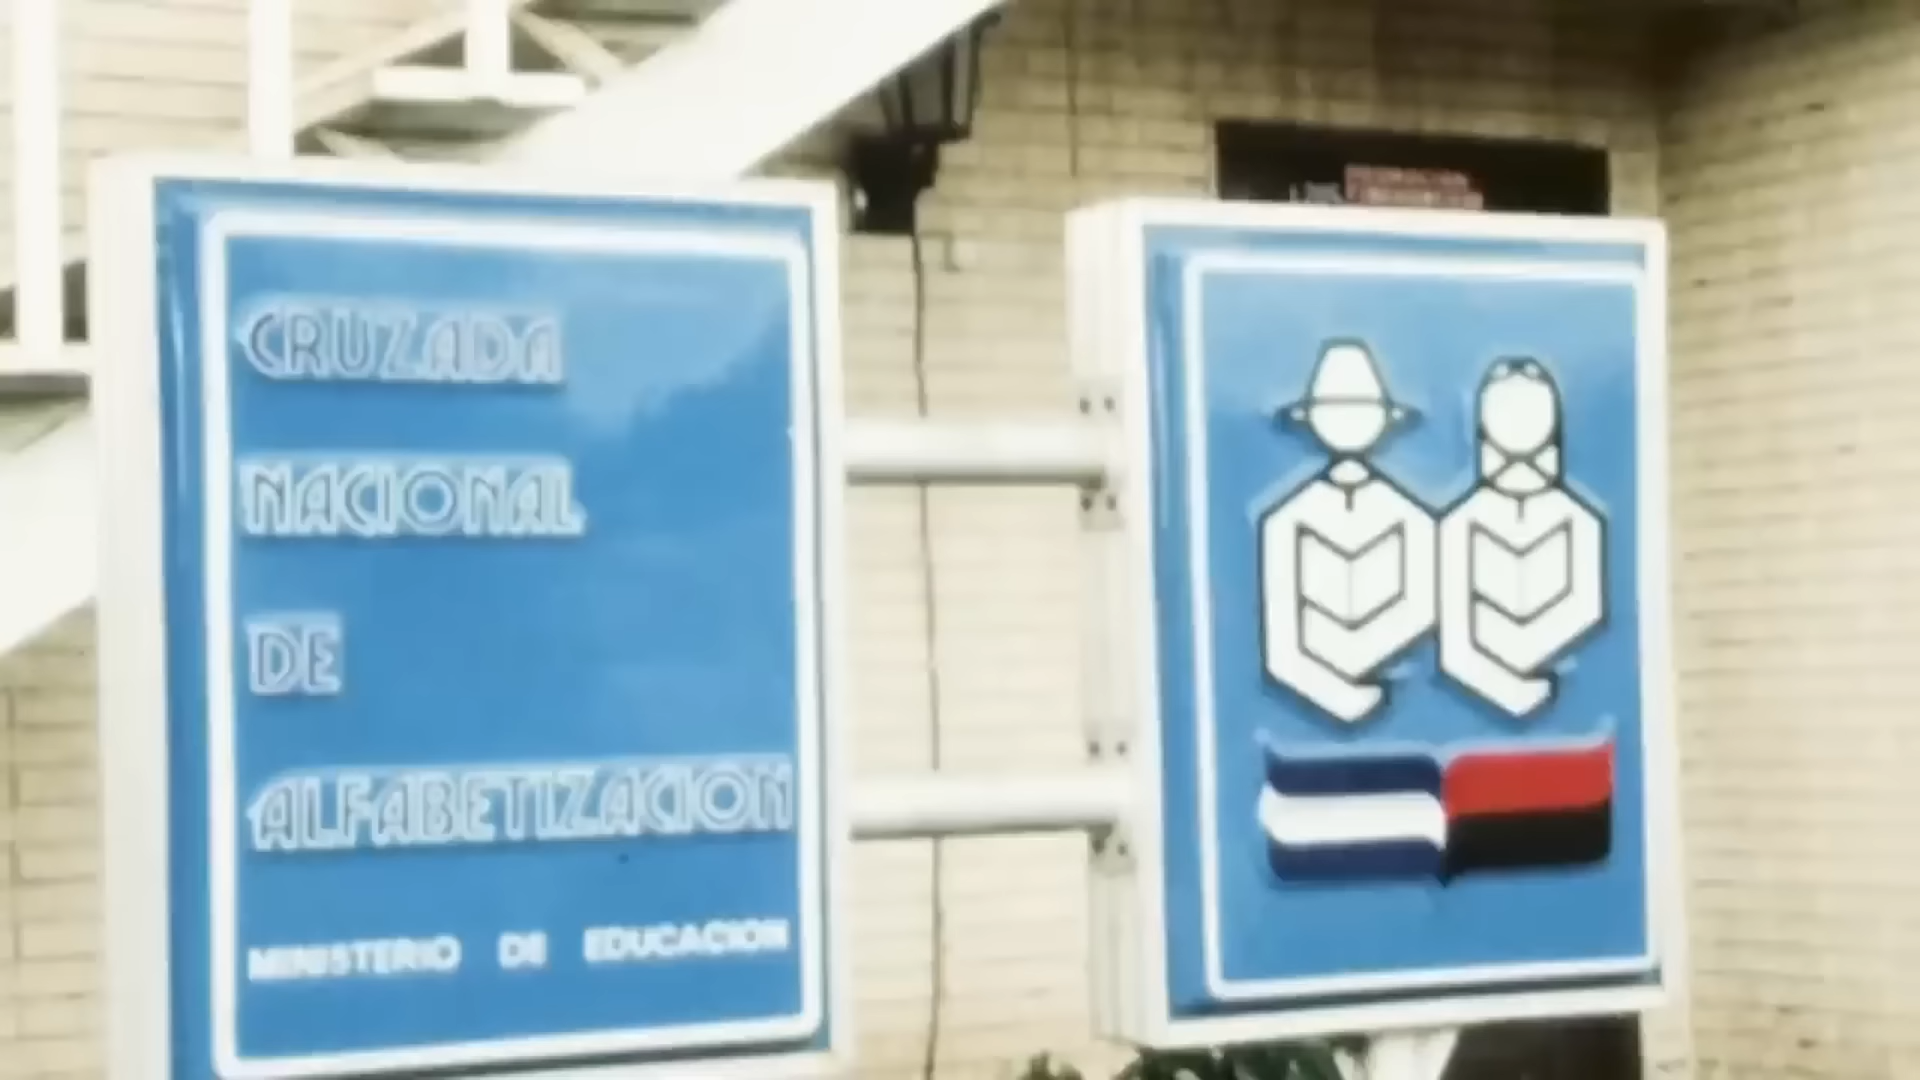 CRUZADA
NACIONAL
DE
ALFABETIZACION
MINISTERIO DE EDUCACION